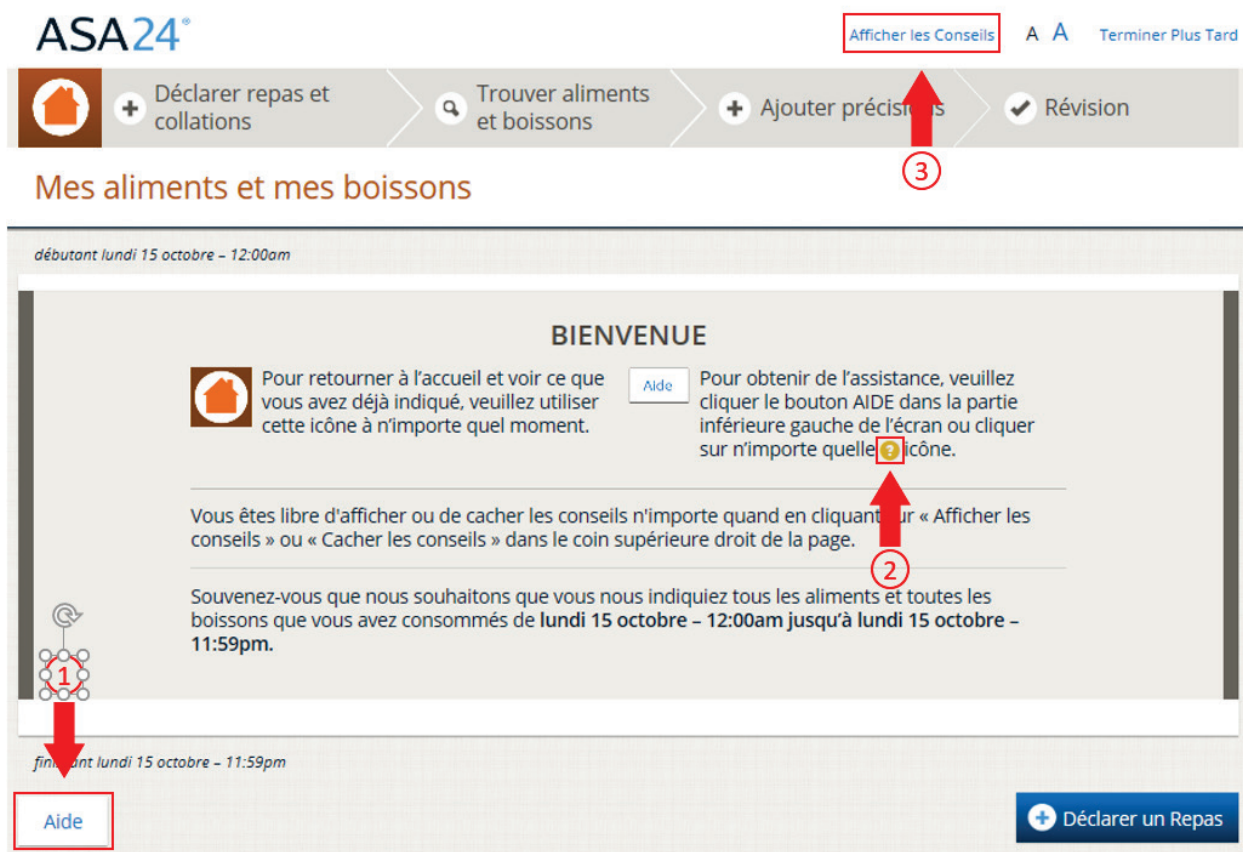 ASA24®
Afficher les Conseils A A Terminer Plus Tard
Déclarer repas et
collations
Trouver aliments
et boissons
Ajouter précisions
Révision
3
Mes aliments et mes boissons
débutant lundi 15 octobre – 12:00am
BIENVENUE
Pour retourner à l'accueil et voir ce que
vous avez déjà indiqué, veuillez utiliser
cette icône à n'importe quel moment.
Aide
Pour obtenir de l'assistance, veuillez
cliquer le bouton AIDE dans la partie
inférieure gauche de l'écran ou cliquer
sur n'importe quelle ? icône.
Vous êtes libre d'afficher ou de cacher les conseils n'importe quand en cliquant sur « Afficher les
conseils » ou « Cacher les conseils » dans le coin supérieure droit de la page.
2
Souvenez-vous que nous souhaitons que vous nous indiquiez tous les aliments et toutes les
boissons que vous avez consommés de lundi 15 octobre – 12:00am jusqu'à lundi 15 octobre –
11:59pm.
1
finissant lundi 15 octobre – 11:59pm
Aide
Déclarer un Repas